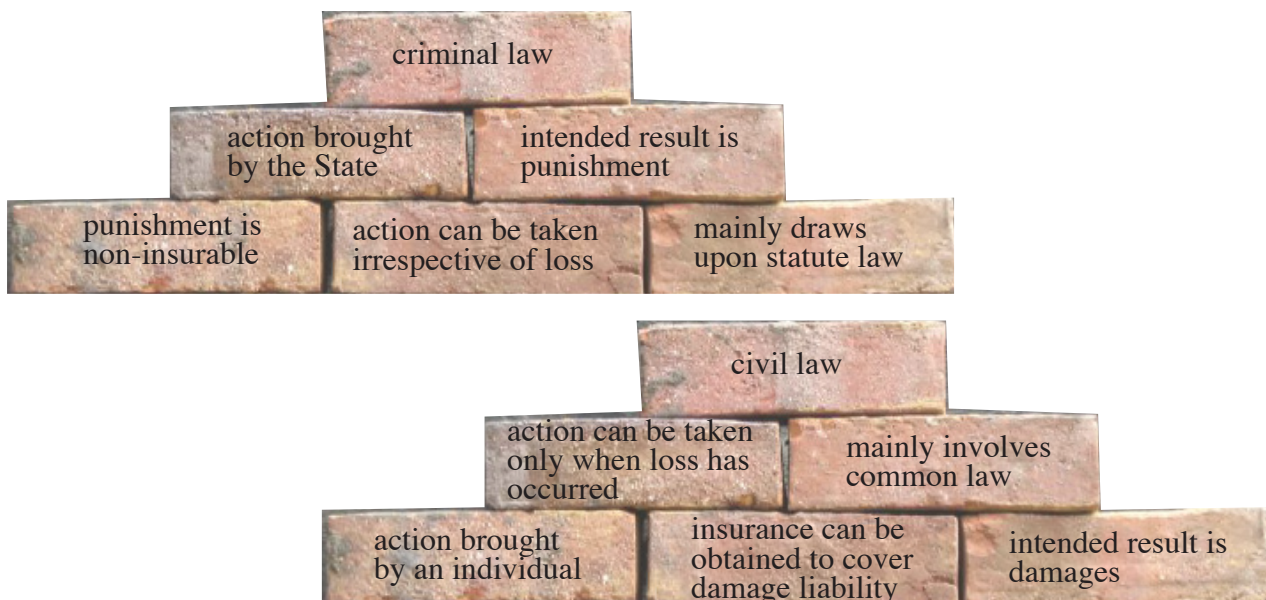 criminal law
action brought
by the State
intended result is
punishment
punishment is
non-insurable
action can be taken
irrespective of loss
mainly draws
upon statute law
civil law
action can be taken
only when loss has
occurred
mainly involves
common law
action brought
by an individual
insurance can be
obtained to cover
damage liability
intended result is
damages